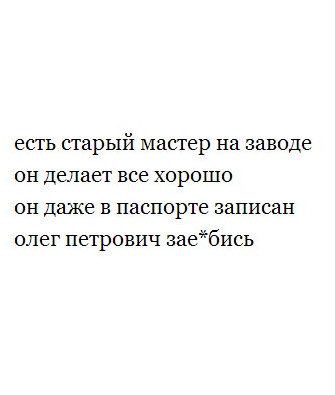 есть старый мастер на заводе
он делает все хорошо
он даже в паспорте записан
олег петрович зае*бись